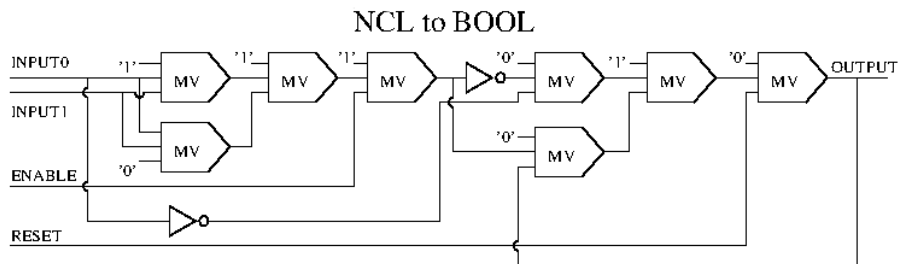 NCL to BOOL
INPUT0 '1' MV '1' MV '1' MV '0' MV '1' MV '0' MV OUTPUT
INPUT1
'0' MV '0' MV
ENABLE
RESET